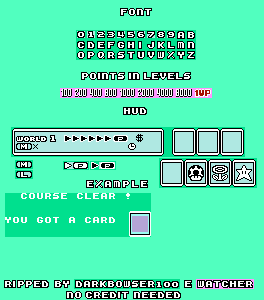 FONT
0123456789AB
CDEFGHIJKLMN
OPQRSTUVWXYZ
POINTS IN LEVELS
100 200 400 800 1000 2000 4000 8000 1UP
HUD
WORLD 1 P $
(M)×
(M) P P
(L)
EXAMPLE
COURSE CLEAR !
YOU GOT A CARD
RIPPED BY DARKBOWSER100 E WATCHER
NO CREDIT NEEDED